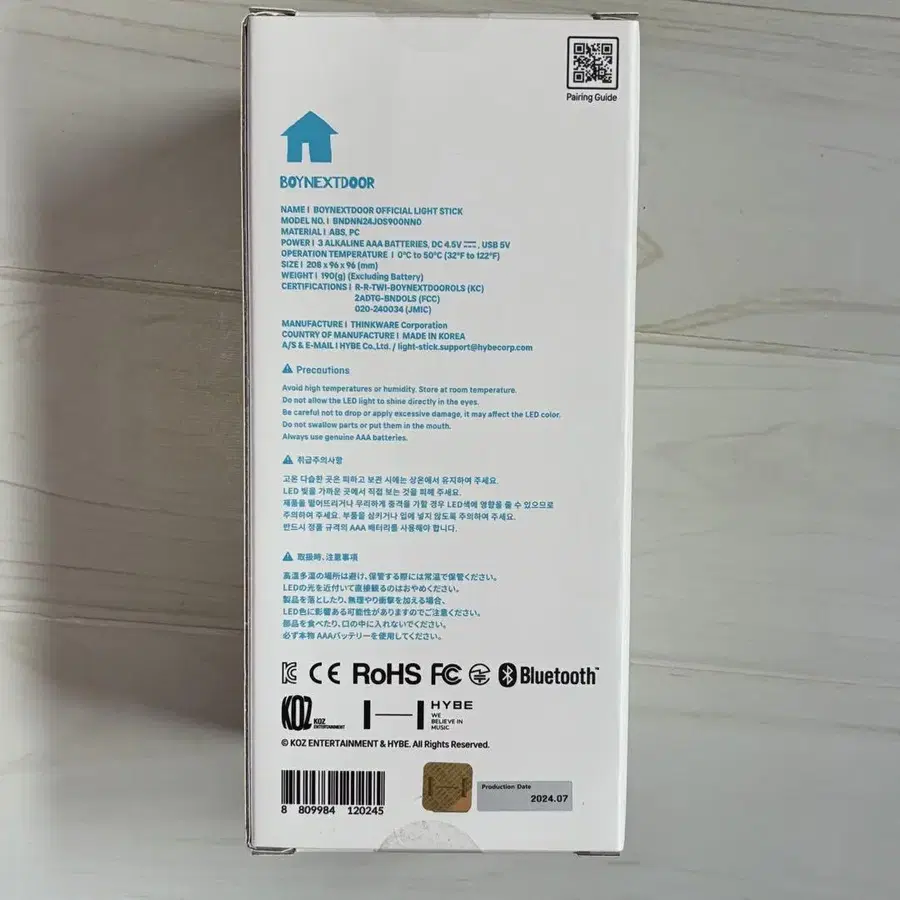 Pairing Guide
BOYNEXTDOOR
NAME | BOYNEXTDOOR OFFICIAL LIGHT STICK
MODEL NO. | BNDNN24JOS900NNO
MATERIAL | ABS, PC
POWER | 3 ALKALINE AAA BATTERIES, DC 4.5V ⎓, USB 5V
OPERATION TEMPERATURE | 0°C to 50°C (32°F to 122°F)
SIZE | 208 x 96 x 96 (mm)
WEIGHT | 190(g) (Excluding Battery)
CERTIFICATIONS | R-R-TWI-BOYNEXTDOOROLS (KC)
2ADTG-BNDOLS (FCC)
020-240034 (JMIC)
MANUFACTURE | THINKWARE Corporation
COUNTRY OF MANUFACTURE | MADE IN KOREA
A/S & E-MAIL | HYBE Co.,Ltd. / light-stick.support@hybecorp.com
Precautions
Avoid high temperatures or humidity. Store at room temperature.
Do not allow the LED light to shine directly in the eyes.
Be careful not to drop or apply excessive damage, it may affect the LED color.
Do not swallow parts or put them in the mouth.
Always use genuine AAA batteries.
취급주의사항
고온 다습한 곳은 피하고 보관 시에는 상온에서 유지하여 주세요.
LED 빛을 가까운 곳에서 직접 보는 것을 피해 주세요.
제품을 떨어뜨리거나 무리하게 충격을 가할 경우 LED색에 영향을 줄 수 있으므로
주의하여 주세요. 부품을 삼키거나 입에 넣지 않도록 주의하여 주세요.
반드시 정품 규격의 AAA 배터리를 사용해야 합니다.
取扱時、注意事項
高温多湿の場所は避け、保管する際には常温で保管ください。
LEDの光を近付いて直接観るのはおやめください。
製品を落としたり、無理やり衝撃を加える場合、
LED色に影響ある可能性がありますのでご注意ください。
部品を食べたり、口の中に入れないでください。
必ず本物 AAAバッテリーを使用してください。
CE RoHS FC Bluetooth™
KOZ KOZ ENTERTAINMENT HYBE
WE
BELIEVE IN
MUSIC
© KOZ ENTERTAINMENT & HYBE. All Rights Reserved.
8 809984 120245
Production Date
2024.07